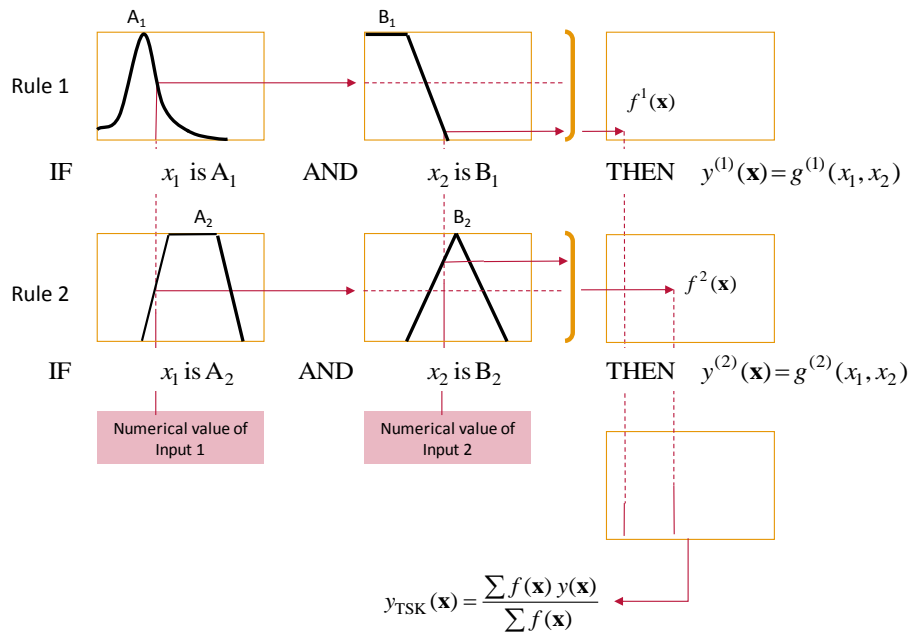 A₁ B₁
Rule 1
f¹(𝐱)
IF x₁ is A₁ AND x₂ is B₁ THEN y⁽¹⁾(𝐱) = g⁽¹⁾(x₁, x₂)
A₂ B₂
Rule 2
f²(𝐱)
IF x₁ is A₂ AND x₂ is B₂ THEN y⁽²⁾(𝐱) = g⁽²⁾(x₁, x₂)
Numerical value of
Input 1
Numerical value of
Input 2
y_TSK(𝐱) = ∑ f(𝐱) y(𝐱) / ∑ f(𝐱)